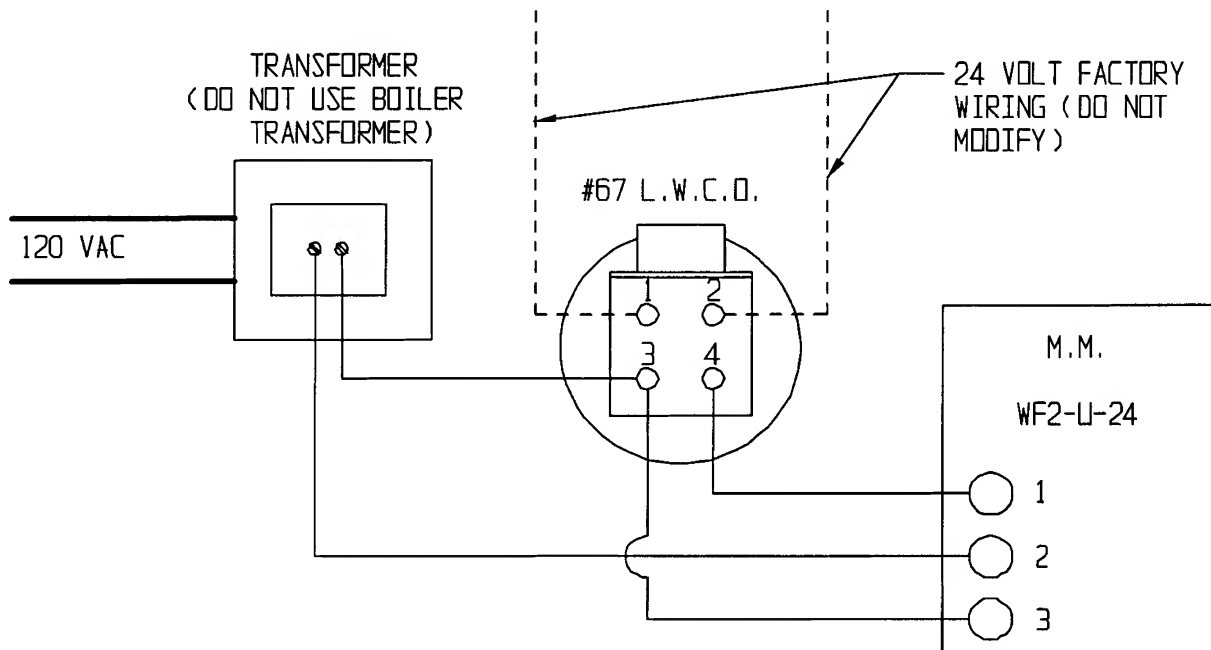 TRANSFORMER
(DO NOT USE BOILER
TRANSFORMER)
24 VOLT FACTORY
WIRING (DO NOT
MODIFY)
#67 L.W.C.O.
120 VAC
1 2
3 4
M.M.
WF2-U-24
1
2
3